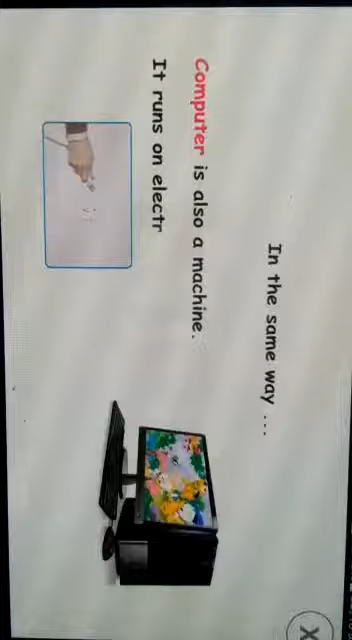 In the same way ...
Computer is also a machine.
It runs on electr
X